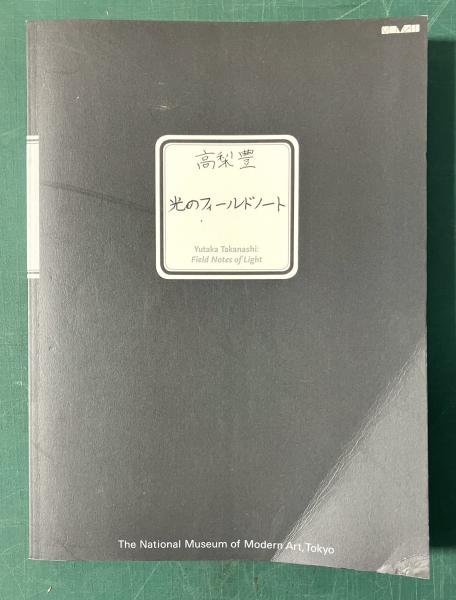 高梨豊
光のフィールドノート
Yutaka Takanashi:
Field Notes of Light
The National Museum of Modern Art, Tokyo